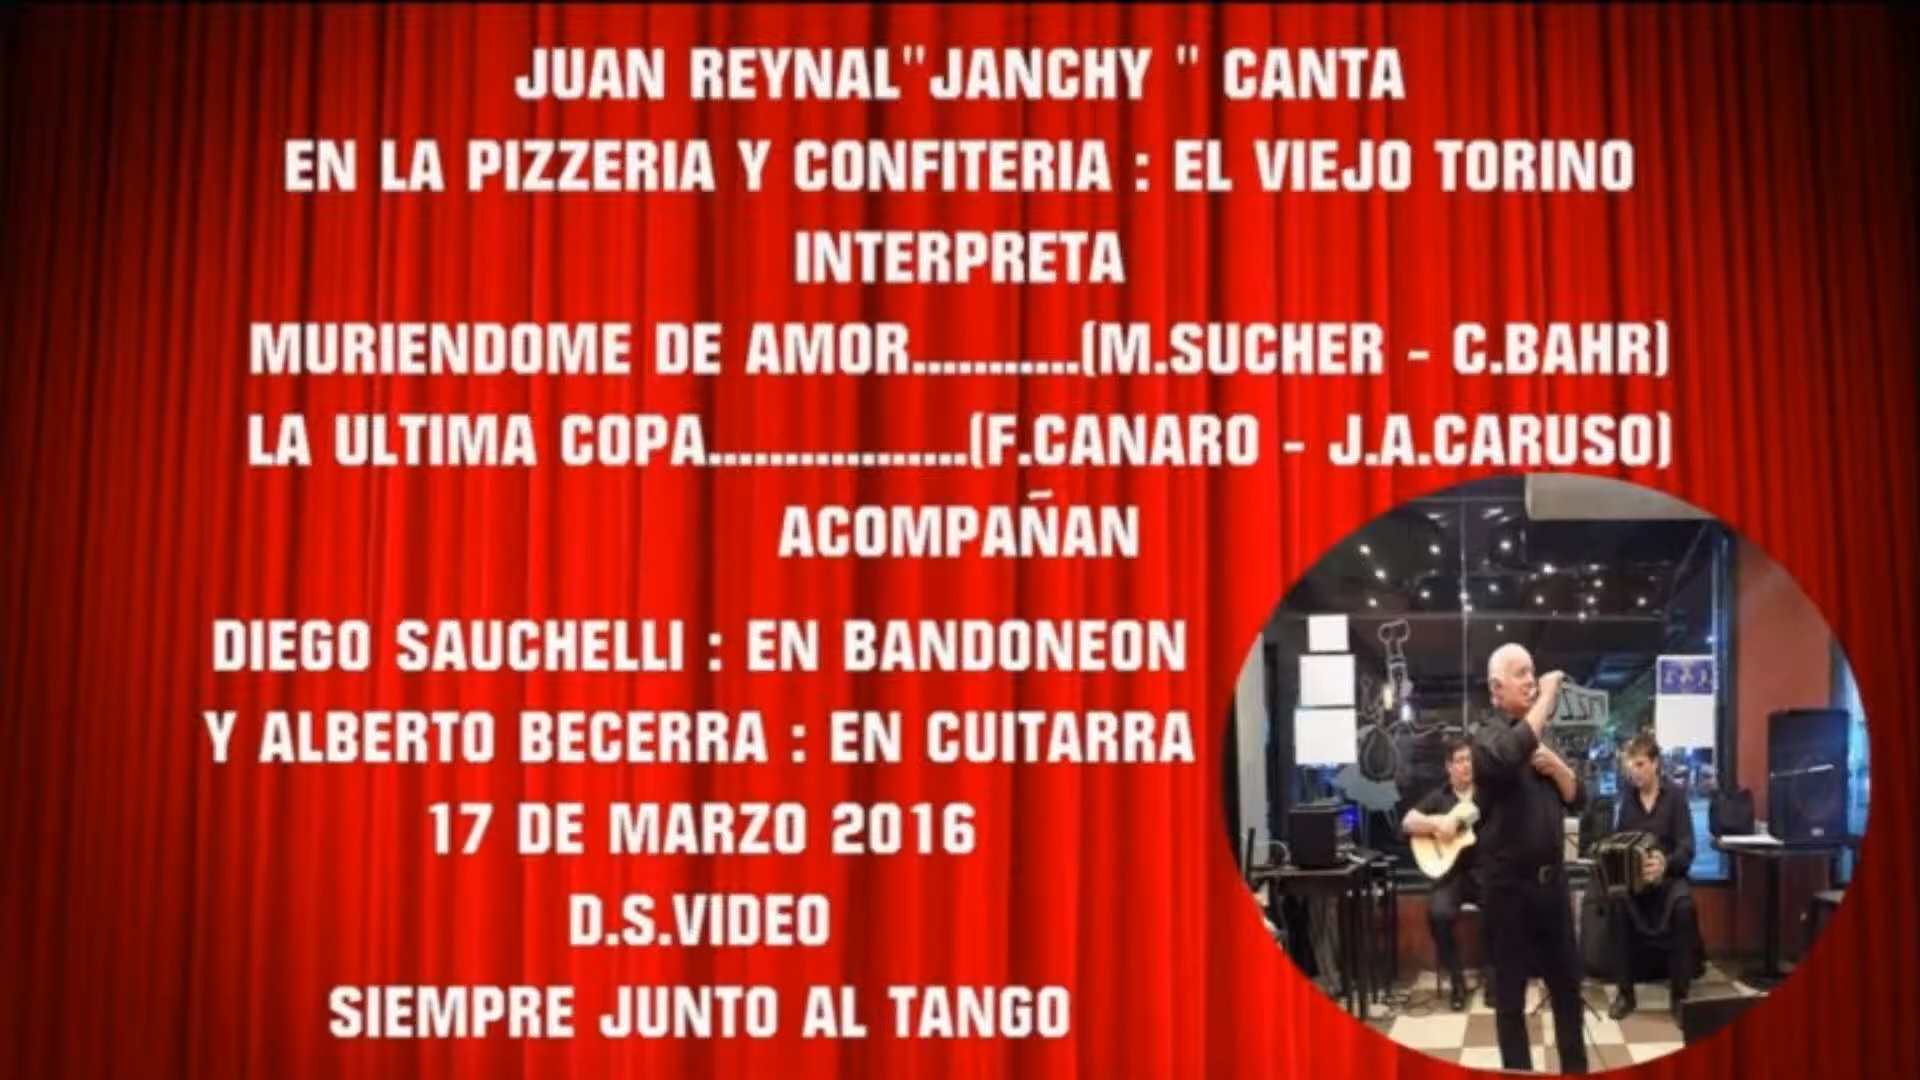 JUAN REYNAL"JANCHY " CANTA
EN LA PIZZERIA Y CONFITERIA : EL VIEJO TORINO
INTERPRETA
MURIENDOME DE AMOR...........(M.SUCHER - C.BAHR)
LA ULTIMA COPA.................(F.CANARO - J.A.CARUSO)
ACOMPAÑAN
DIEGO SAUCHELLI : EN BANDONEON
Y ALBERTO BECERRA : EN CUITARRA
17 DE MARZO 2016
D.S.VIDEO
SIEMPRE JUNTO AL TANGO